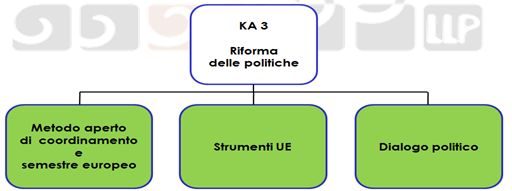 LLP
KA 3
Riforma
delle politiche
Metodo aperto
di coordinamento
e
semestre europeo
Strumenti UE
Dialogo politico